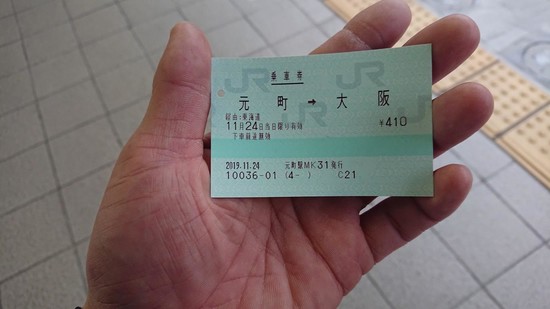 乗車券
元町→大阪
経由:東海道
11月24日当日限り有効 ¥410
下車前途無効
2019.11.24 元町駅MK31発行
10036-01 (4- ) C21